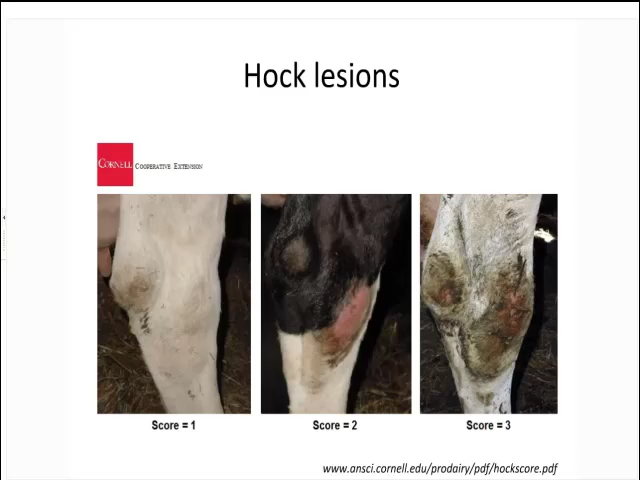 Hock lesions
CORNELL COOPERATIVE EXTENSION
Score = 1 Score = 2 Score = 3
www.ansci.cornell.edu/prodairy/pdf/hockscore.pdf